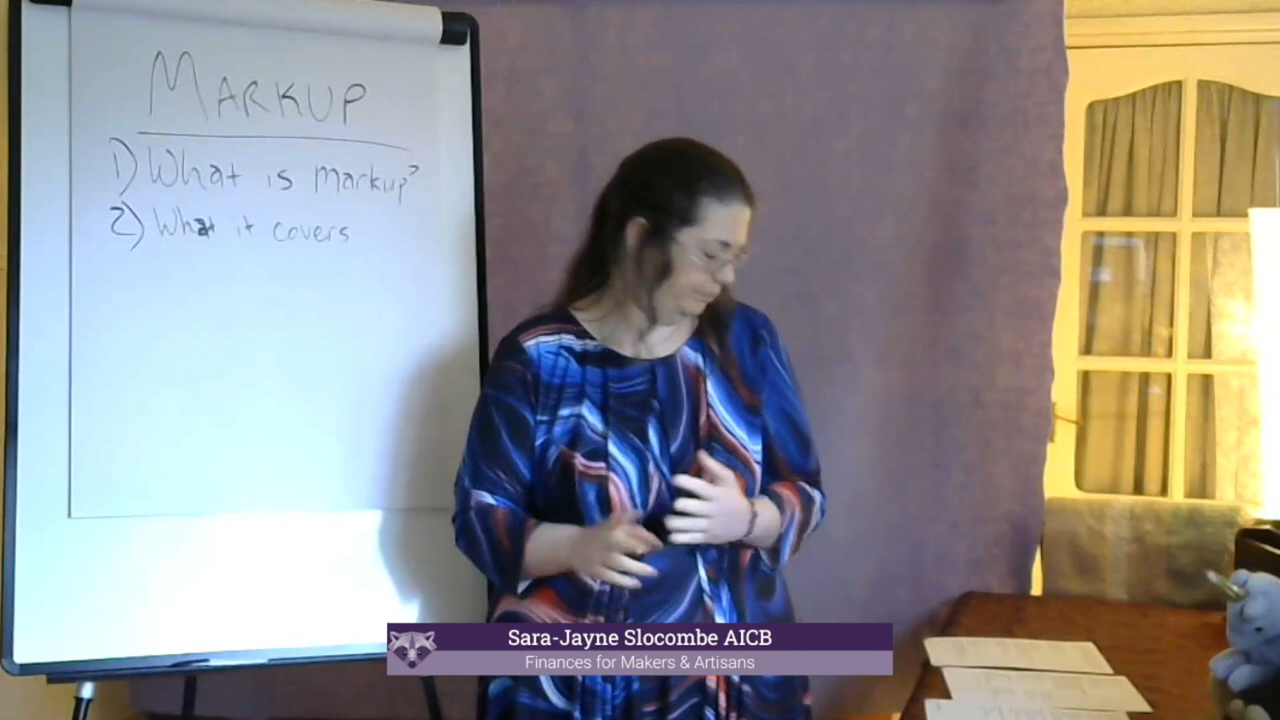 MARKUP
1) What is markup?
2) What it covers
Sara-Jayne Slocombe AICB
Finances for Makers & Artisans